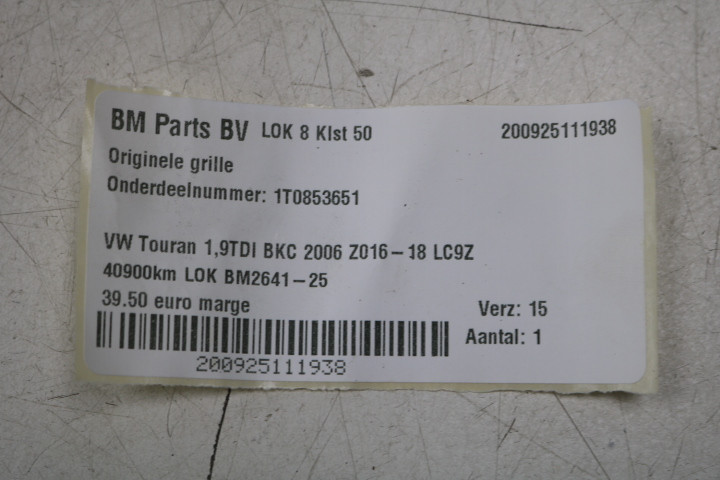 BM Parts BV LOK 8 Klst 50 200925111938
Originele grille
Onderdeelnummer: 1T0853651
VW Touran 1,9TDI BKC 2006 Z016-18 LC9Z
40900km LOK BM2641-25
39.50 euro marge Verz: 15
Aantal: 1
200925111938